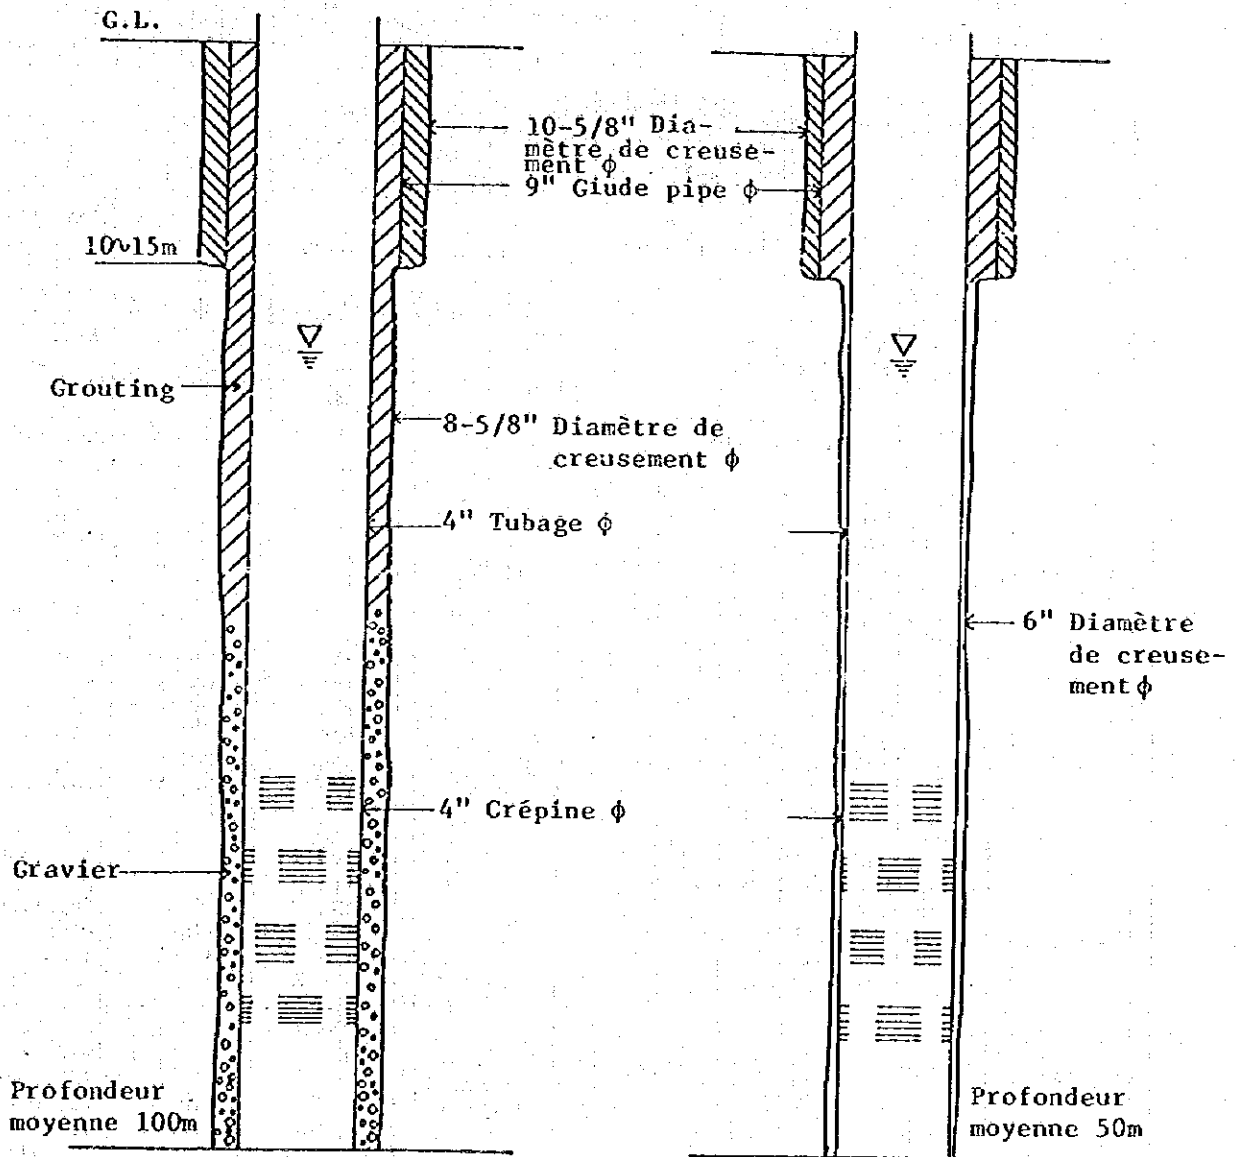 G.L.
10-5/8" Dia-
mètre de creuse-
ment ϕ
9" Giude pipe ϕ
10~15m
Grouting
8-5/8" Diamètre de
creusement ϕ
4" Tubage ϕ
6" Diamètre
de creuse-
ment ϕ
4" Crépine ϕ
Gravier
Profondeur
moyenne 100m
Profondeur
moyenne 50m